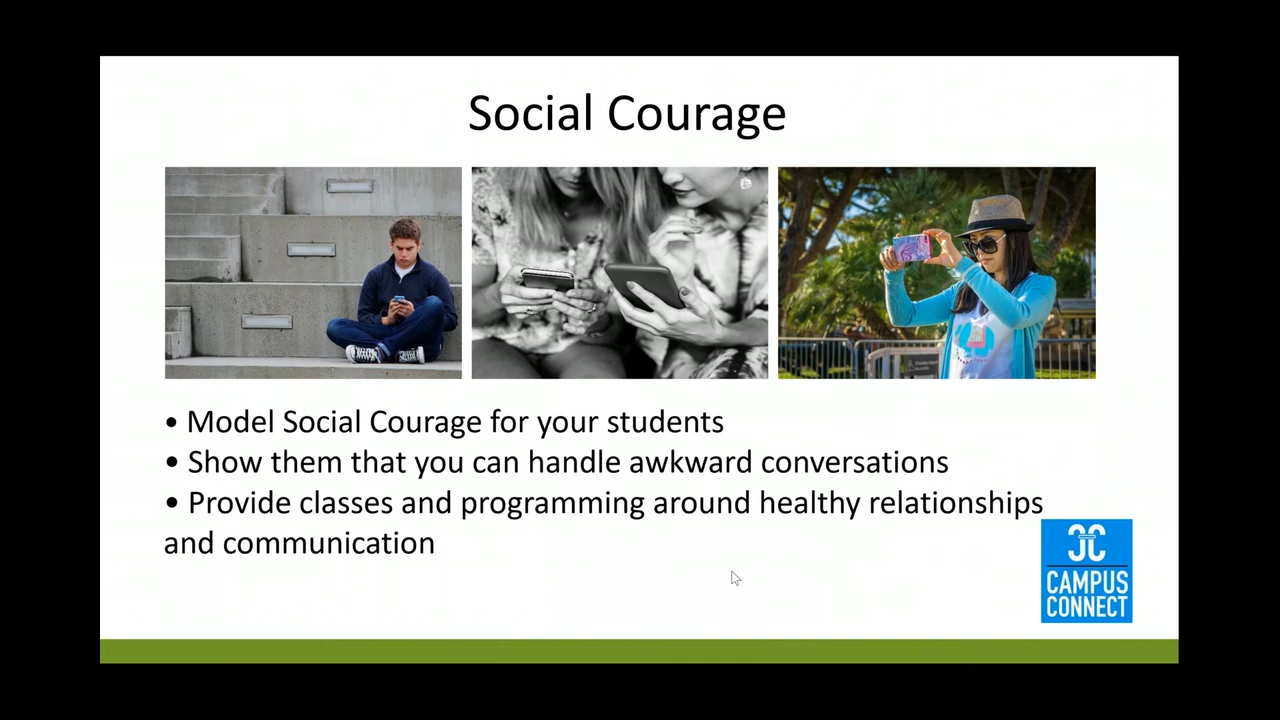 Social Courage
• Model Social Courage for your students
• Show them that you can handle awkward conversations
• Provide classes and programming around healthy relationships
and communication
CAMPUS
CONNECT